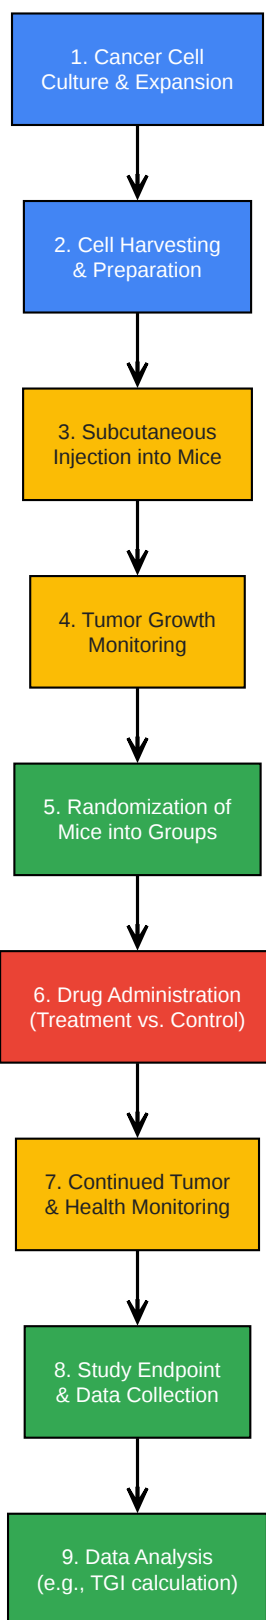 1. Cancer Cell
Culture & Expansion
2. Cell Harvesting
& Preparation
3. Subcutaneous
Injection into Mice
4. Tumor Growth
Monitoring
5. Randomization of
Mice into Groups
6. Drug Administration
(Treatment vs. Control)
7. Continued Tumor
& Health Monitoring
8. Study Endpoint
& Data Collection
9. Data Analysis
(e.g., TGI calculation)